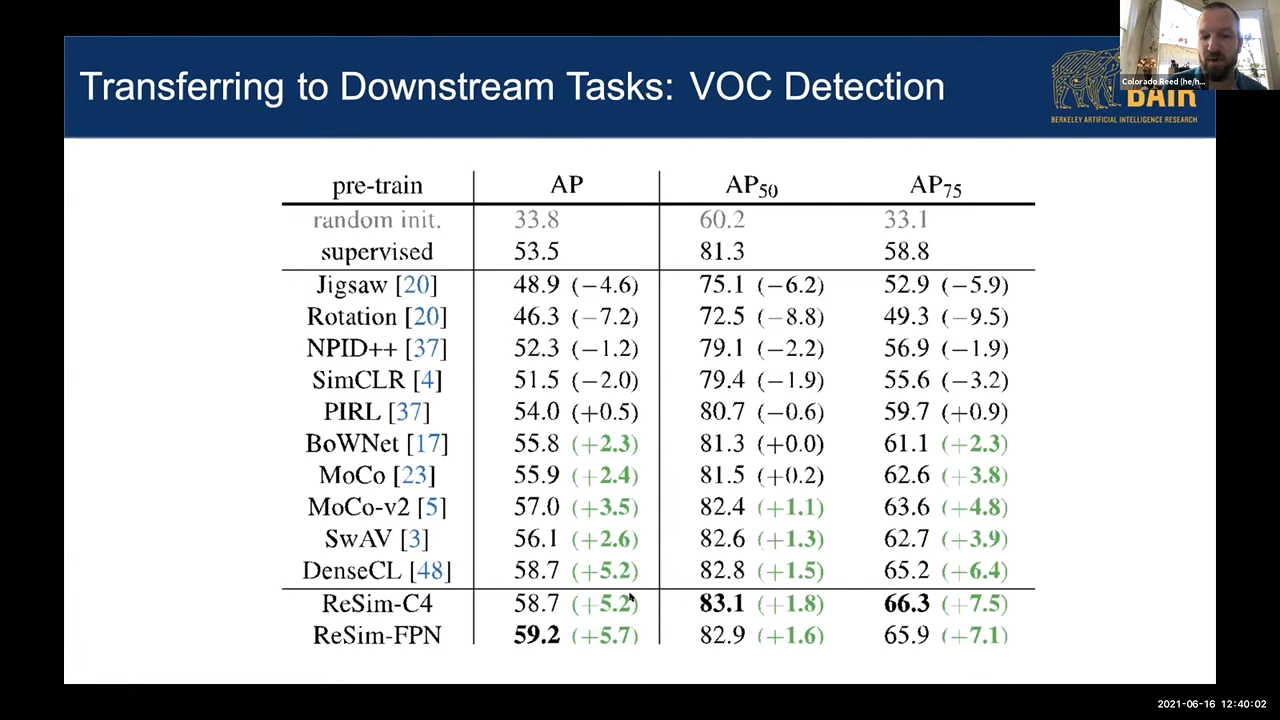 Colorado Reed (he/h...
Transferring to Downstream Tasks: VOC Detection
BAIR
BERKELEY ARTIFICIAL INTELLIGENCE RESEARCH
pre-train AP AP50 AP75
random init. 33.8 60.2 33.1
supervised 53.5 81.3 58.8
Jigsaw [20] 48.9 (−4.6) 75.1 (−6.2) 52.9 (−5.9)
Rotation [20] 46.3 (−7.2) 72.5 (−8.8) 49.3 (−9.5)
NPID++ [37] 52.3 (−1.2) 79.1 (−2.2) 56.9 (−1.9)
SimCLR [4] 51.5 (−2.0) 79.4 (−1.9) 55.6 (−3.2)
PIRL [37] 54.0 (+0.5) 80.7 (−0.6) 59.7 (+0.9)
BoWNet [17] 55.8 (+2.3) 81.3 (+0.0) 61.1 (+2.3)
MoCo [23] 55.9 (+2.4) 81.5 (+0.2) 62.6 (+3.8)
MoCo-v2 [5] 57.0 (+3.5) 82.4 (+1.1) 63.6 (+4.8)
SwAV [3] 56.1 (+2.6) 82.6 (+1.3) 62.7 (+3.9)
DenseCL [48] 58.7 (+5.2) 82.8 (+1.5) 65.2 (+6.4)
ReSim-C4 58.7 (+5.2) 83.1 (+1.8) 66.3 (+7.5)
ReSim-FPN 59.2 (+5.7) 82.9 (+1.6) 65.9 (+7.1)
2021-06-16 12:40:02